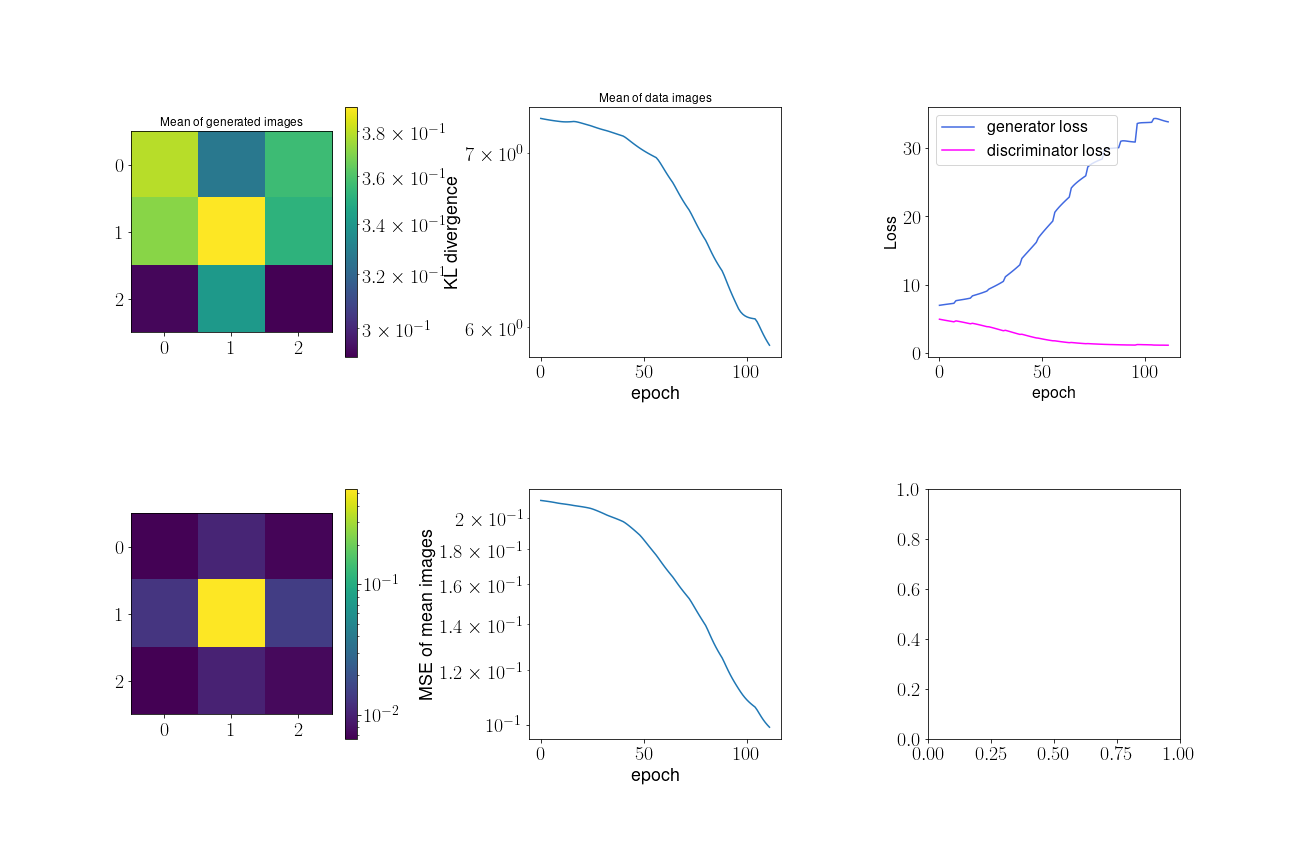 Mean of generated images
0
1
2
0 1 2
3.8 × 10⁻¹
3.6 × 10⁻¹
3.4 × 10⁻¹
3.2 × 10⁻¹
3 × 10⁻¹
Mean of data images
KL divergence
7 × 10⁰
6 × 10⁰
0 50 100
epoch
generator loss
discriminator loss
Loss
30
20
10
0
0 50 100
epoch
0
1
2
0 1 2
10⁻¹
10⁻²
MSE of mean images
2 × 10⁻¹
1.8 × 10⁻¹
1.6 × 10⁻¹
1.4 × 10⁻¹
1.2 × 10⁻¹
10⁻¹
0 50 100
epoch
1.0
0.8
0.6
0.4
0.2
0.0
0.00 0.25 0.50 0.75 1.00